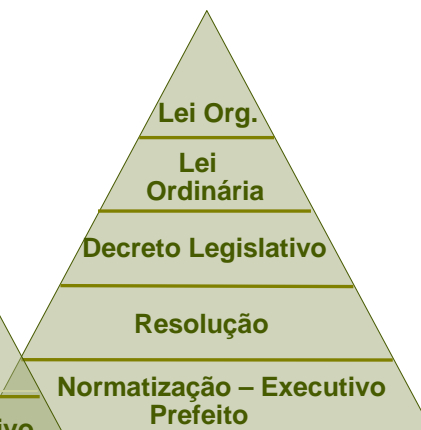 Lei Org.
Lei
Ordinária
Decreto Legislativo
Resolução
Normatização – Executivo
Prefeito